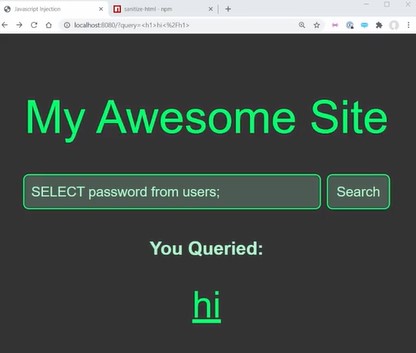 Javascript Injection
sanitize-html - npm
localhost:8080/?query=<h1>hi<%2Fh1>
My Awesome Site
SELECT password from users;
Search
You Queried:
hi